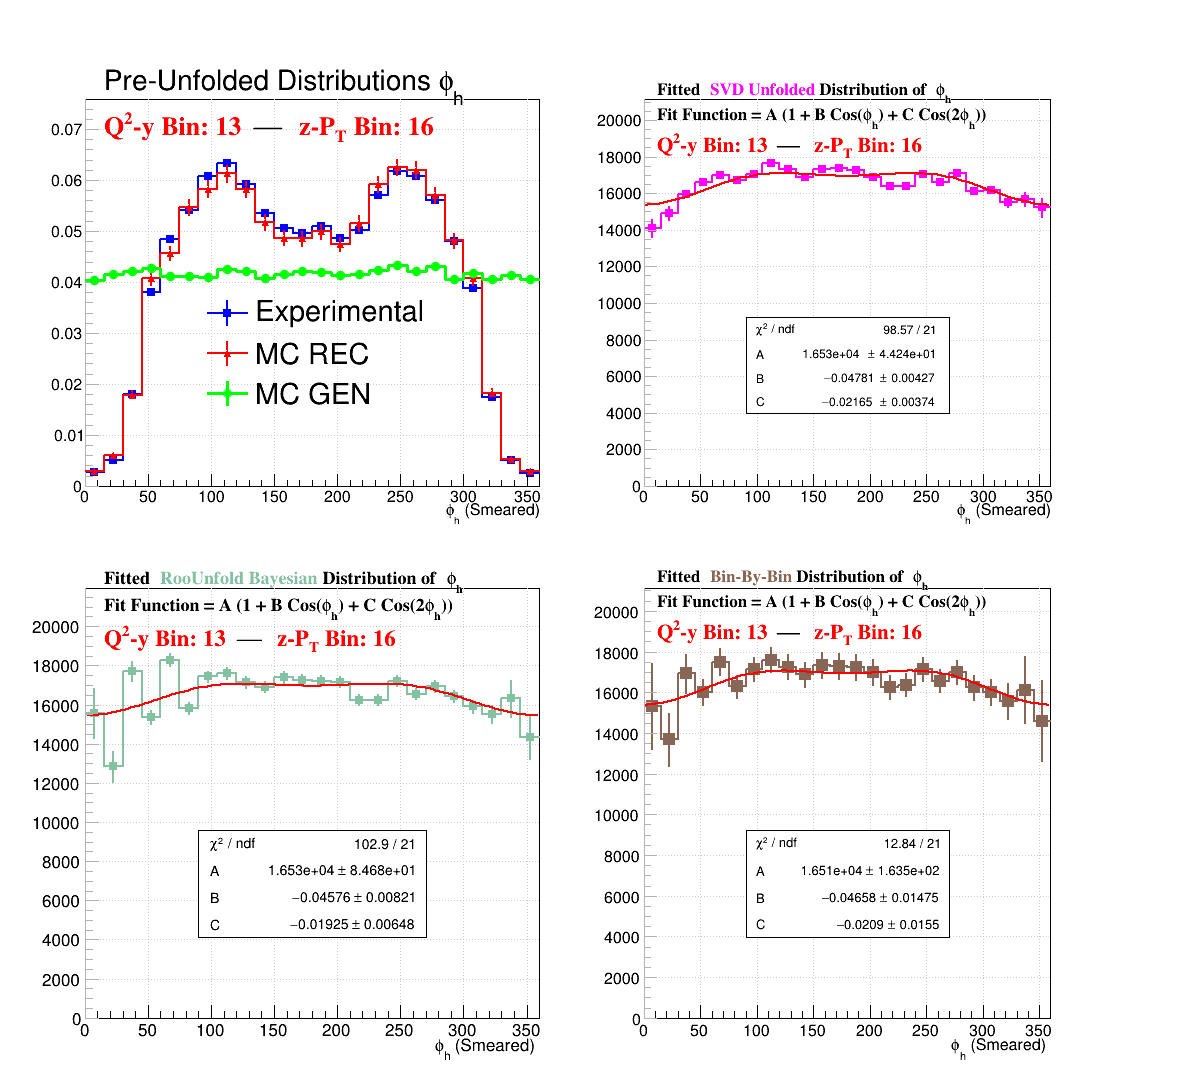 Pre-Unfolded Distributions ϕh
Q²-y Bin: 13 — z-PT Bin: 16
0.07
0.06
0.05
0.04
0.03
0.02
0.01
0
Experimental
MC REC
MC GEN
0 50 100 150 200 250 300 350
ϕh (Smeared)
Fitted SVD Unfolded Distribution of ϕh
Fit Function = A (1 + B Cos(ϕh) + C Cos(2ϕh))
Q²-y Bin: 13 — z-PT Bin: 16
20000
18000
16000
14000
12000
10000
8000
6000
4000
2000
0
χ² / ndf 98.57 / 21
A 1.653e+04 ± 4.424e+01
B −0.04781 ± 0.00427
C −0.02165 ± 0.00374
0 50 100 150 200 250 300 350
ϕh (Smeared)
Fitted RooUnfold Bayesian Distribution of ϕh
Fit Function = A (1 + B Cos(ϕh) + C Cos(2ϕh))
Q²-y Bin: 13 — z-PT Bin: 16
20000
18000
16000
14000
12000
10000
8000
6000
4000
2000
0
χ² / ndf 102.9 / 21
A 1.653e+04 ± 8.468e+01
B −0.04576 ± 0.00821
C −0.01925 ± 0.00648
0 50 100 150 200 250 300 350
ϕh (Smeared)
Fitted Bin-By-Bin Distribution of ϕh
Fit Function = A (1 + B Cos(ϕh) + C Cos(2ϕh))
Q²-y Bin: 13 — z-PT Bin: 16
20000
18000
16000
14000
12000
10000
8000
6000
4000
2000
0
χ² / ndf 12.84 / 21
A 1.651e+04 ± 1.635e+02
B −0.04658 ± 0.01475
C −0.0209 ± 0.0155
0 50 100 150 200 250 300 350
ϕh (Smeared)